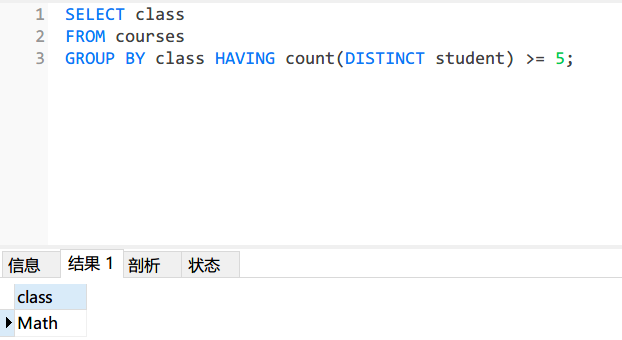 1 SELECT class
2 FROM courses
3 GROUP BY class HAVING count(DISTINCT student) >= 5;
信息 结果 1 剖析 状态
class
Math